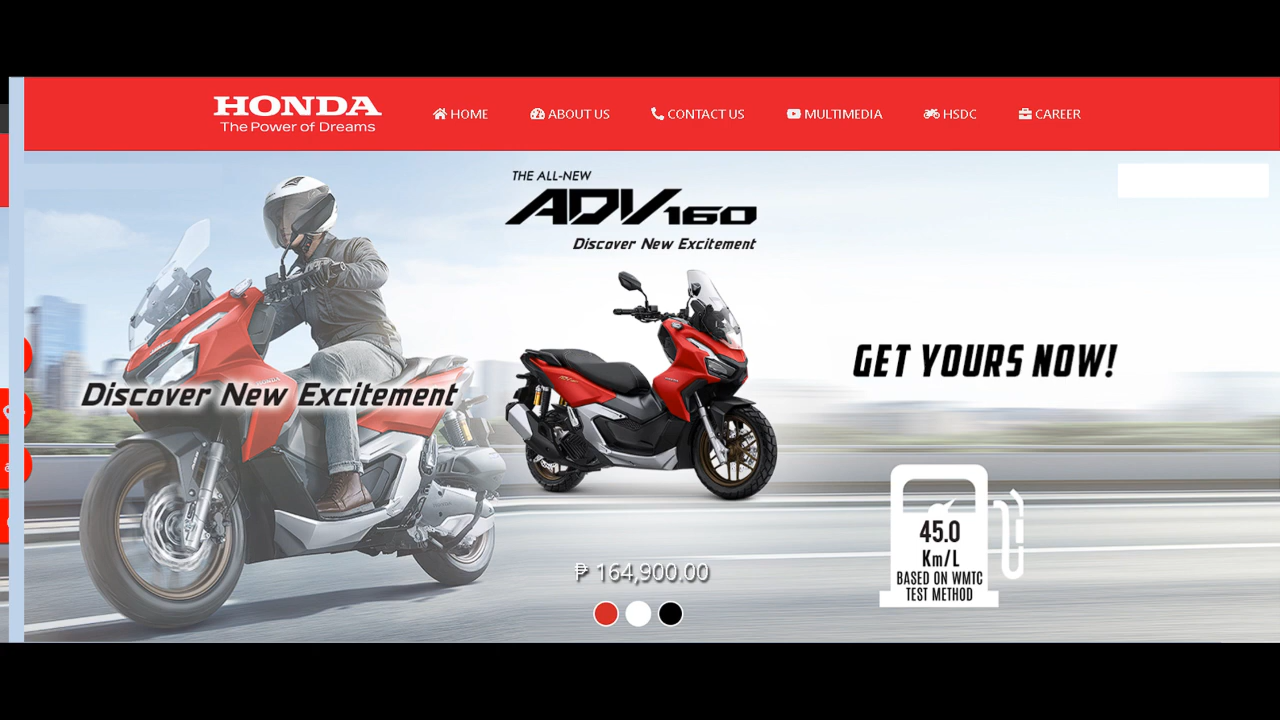 HONDA
The Power of Dreams
HOME
ABOUT US
CONTACT US
MULTIMEDIA
HSDC
CAREER
THE ALL-NEW
ADV160
Discover New Excitement
Discover New Excitement
GET YOURS NOW!
45.0
Km/L
BASED ON WMTC
TEST METHOD
₱ 164,900.00
HONDA